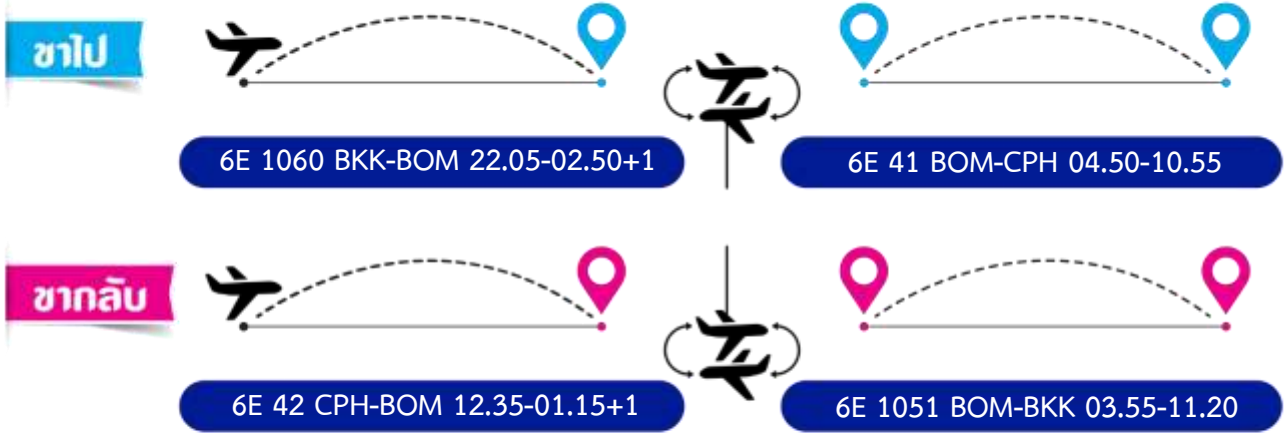 ขาไป
6E 1060 BKK-BOM 22.05-02.50+1
6E 41 BOM-CPH 04.50-10.55
ขากลับ
6E 42 CPH-BOM 12.35-01.15+1
6E 1051 BOM-BKK 03.55-11.20